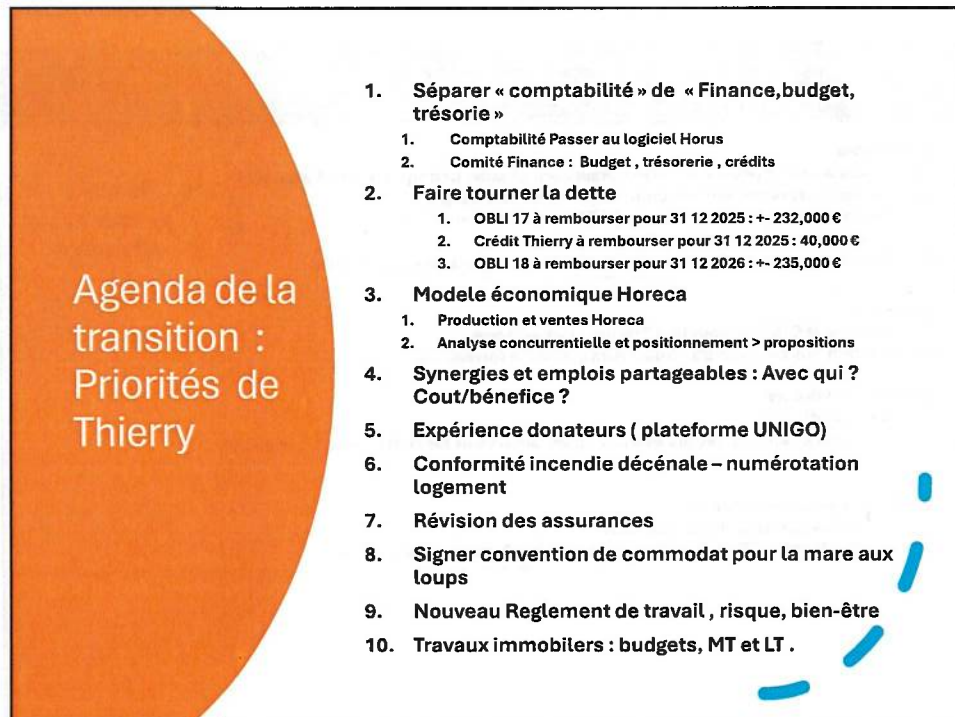 Agenda de la
transition :
Priorités de
Thierry
1. Séparer « comptabilité » de « Finance,budget,
trésorie »
1. Comptabilité Passer au logiciel Horus
2. Comité Finance : Budget , trésorerie , crédits
2. Faire tourner la dette
1. OBLI 17 à rembourser pour 31 12 2025 : +- 232,000 €
2. Crédit Thierry à rembourser pour 31 12 2025 : 40,000 €
3. OBLI 18 à rembourser pour 31 12 2026 : +- 235,000 €
3. Modele économique Horeca
1. Production et ventes Horeca
2. Analyse concurrentielle et positionnement > propositions
4. Synergies et emplois partageables : Avec qui ?
Cout/bénefice ?
5. Expérience donateurs ( plateforme UNIGO)
6. Conformité incendie décénale – numérotation
logement
7. Révision des assurances
8. Signer convention de commodat pour la mare aux
loups
9. Nouveau Reglement de travail , risque, bien-être
10. Travaux immobilers : budgets, MT et LT .